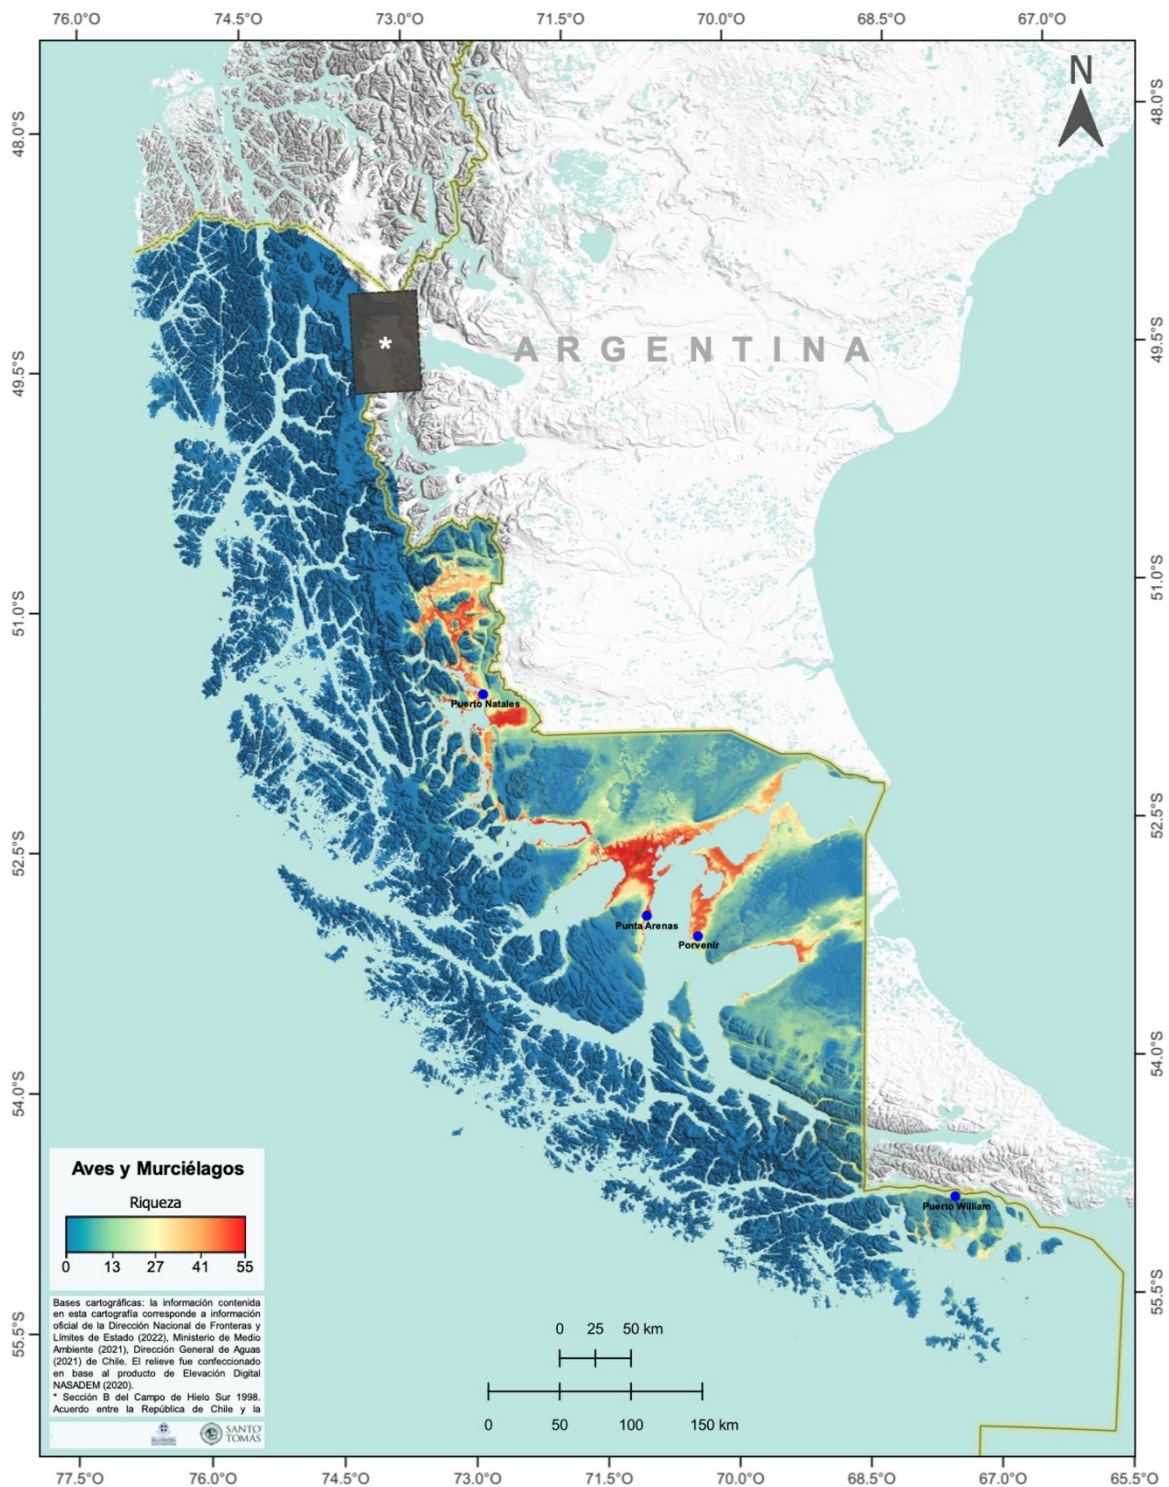 76.0°O 74.5°O 73.0°O 71.5°O 70.0°O 68.5°O 67.0°O
N
48.0°S
48.0°S
*
ARGENTINA
49.5°S
49.5°S
51.0°S
51.0°S
Puerto Natales
52.5°S
52.5°S
Punta Arenas
Porvenir
54.0°S
54.0°S
Puerto William
55.5°S
55.5°S
Aves y Murciélagos
Riqueza
0 13 27 41 55
Bases cartográficas: la información contenida
en esta cartografía corresponde a información
oficial de la Dirección Nacional de Fronteras y
Límites de Estado (2022), Ministerio de Medio
Ambiente (2021), Dirección General de Aguas
(2021) de Chile. El relieve fue confeccionado
en base al producto de Elevación Digital
NASADEM (2020).
* Sección B del Campo de Hielo Sur 1998.
Acuerdo entre la República de Chile y la
SANTO
TOMÁS
0 25 50 km
0 50 100 150 km
77.5°O 76.0°O 74.5°O 73.0°O 71.5°O 70.0°O 68.5°O 67.0°O 65.5°O